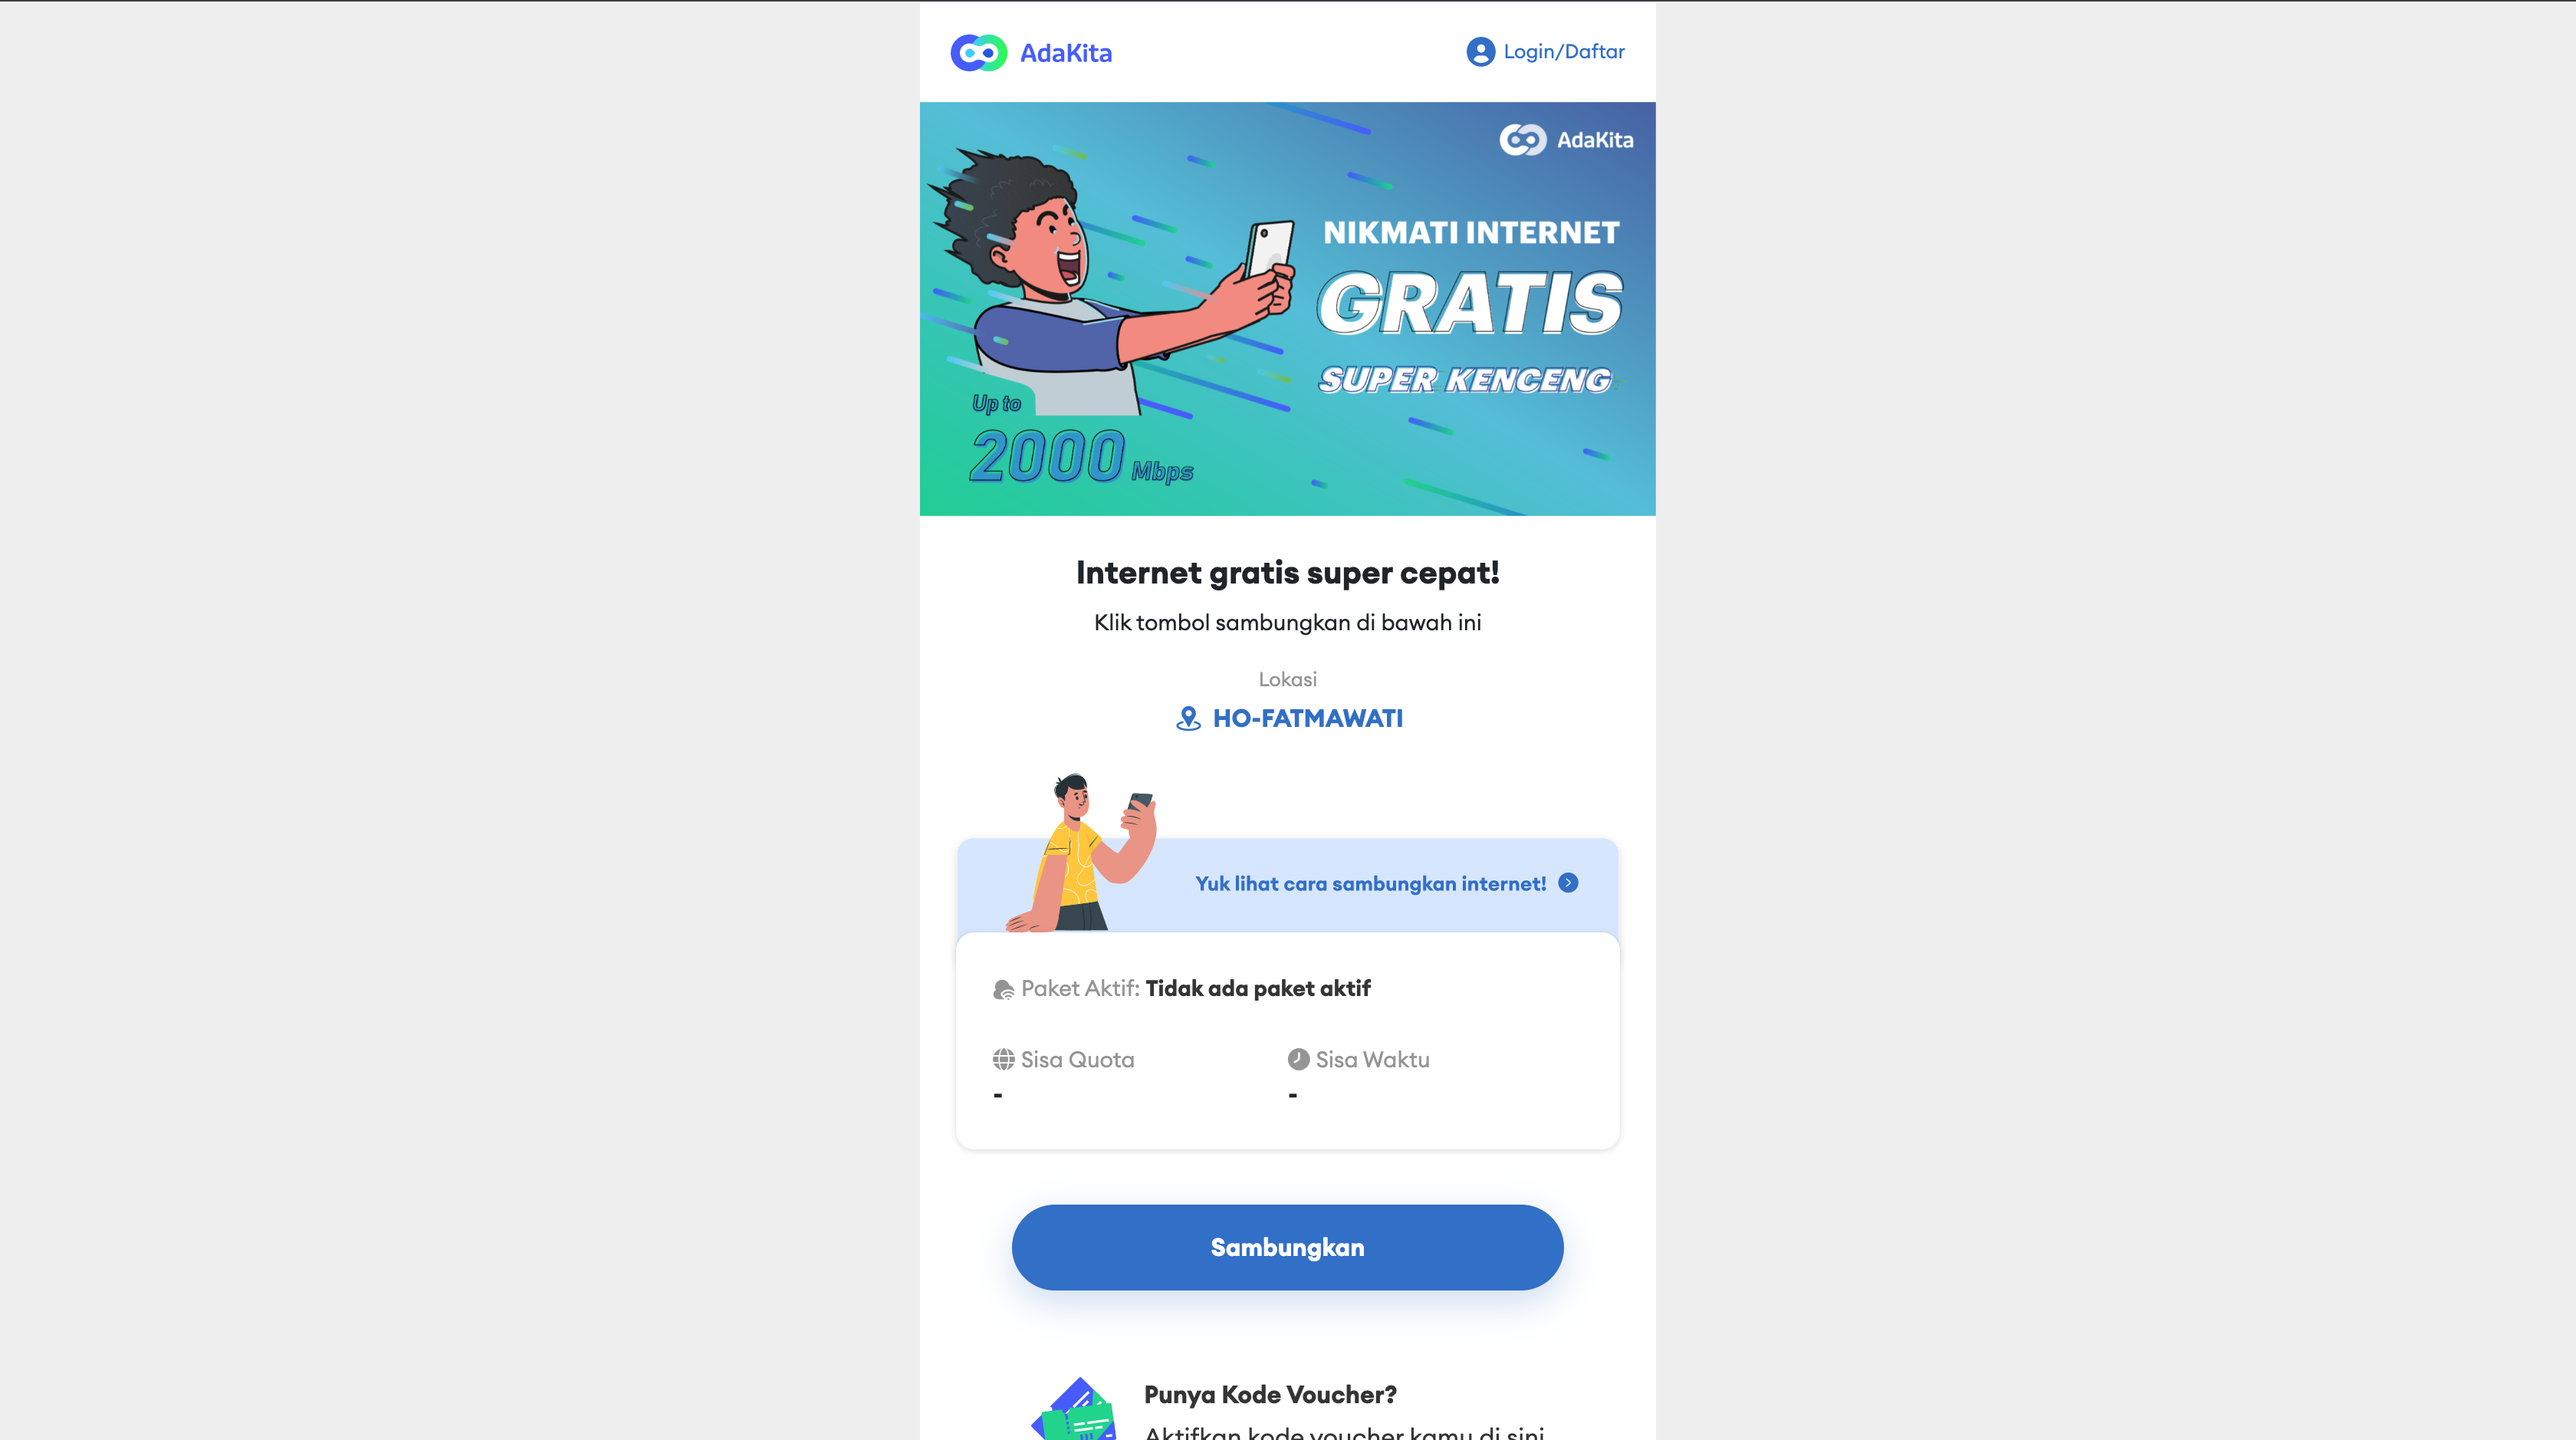 AdaKita
Login/Daftar
AdaKita
NIKMATI INTERNET
GRATIS
SUPER KENCENG
Up to
2000 Mbps
Internet gratis super cepat!
Klik tombol sambungkan di bawah ini
Lokasi
HO-FATMAWATI
Yuk lihat cara sambungkan internet!
Paket Aktif: Tidak ada paket aktif
Sisa Quota
Sisa Waktu
-
-
Sambungkan
Punya Kode Voucher?
Aktifkan kode voucher kamu di sini